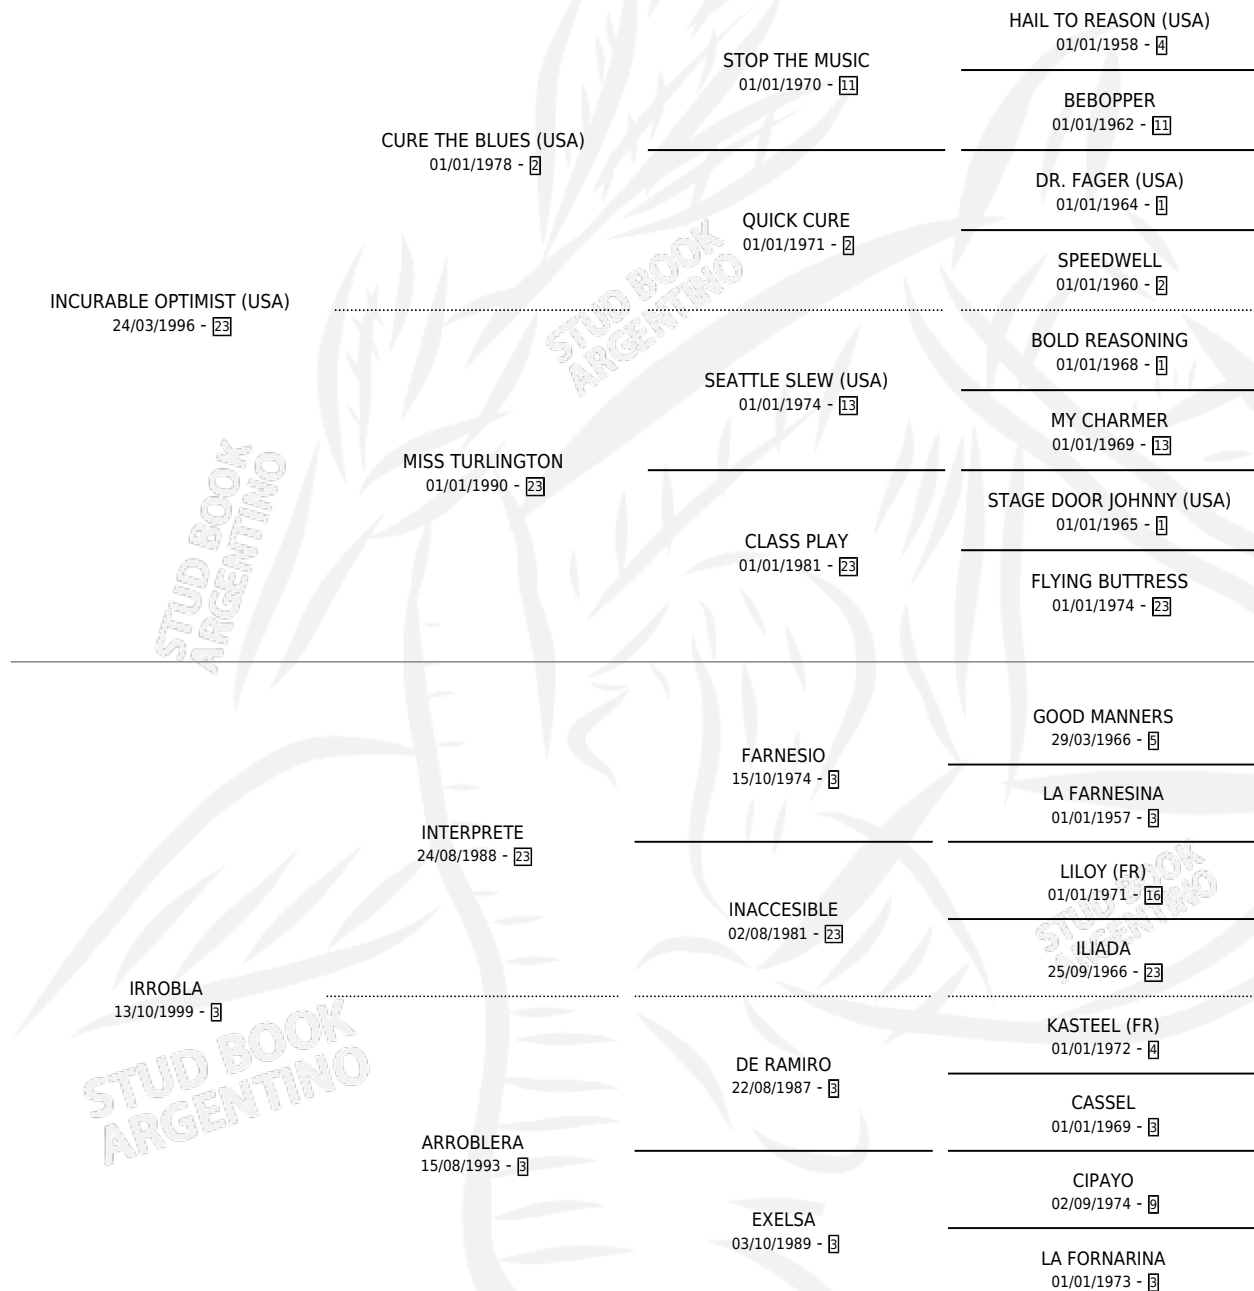 HAIL TO REASON (USA)
01/01/1958 - 4
STOP THE MUSIC
01/01/1970 - 11
BEBOPPER
01/01/1962 - 11
CURE THE BLUES (USA)
01/01/1978 - 2
DR. FAGER (USA)
01/01/1964 - 1
QUICK CURE
01/01/1971 - 2
SPEEDWELL
01/01/1960 - 2
INCURABLE OPTIMIST (USA)
24/03/1996 - 23
BOLD REASONING
01/01/1968 - 1
SEATTLE SLEW (USA)
01/01/1974 - 13
MY CHARMER
01/01/1969 - 13
MISS TURLINGTON
01/01/1990 - 23
STAGE DOOR JOHNNY (USA)
01/01/1965 - 1
CLASS PLAY
01/01/1981 - 23
FLYING BUTTRESS
01/01/1974 - 23
GOOD MANNERS
29/03/1966 - 5
FARNESIO
15/10/1974 - 3
LA FARNESINA
01/01/1957 - 3
INTERPRETE
24/08/1988 - 23
LILOY (FR)
01/01/1971 - 16
INACCESIBLE
02/08/1981 - 23
ILIADA
25/09/1966 - 23
IRROBLA
13/10/1999 - 3
KASTEEL (FR)
01/01/1972 - 4
DE RAMIRO
22/08/1987 - 3
CASSEL
01/01/1969 - 3
ARROBLERA
15/08/1993 - 3
CIPAYO
02/09/1974 - 9
EXELSA
03/10/1989 - 3
LA FORNARINA
01/01/1973 - 3
STUD BOOK
ARGENTINO
STUD BOOK
ARGENTINO
STUD BOOK
ARGENTINO
STUD BOOK
ARGENTINO